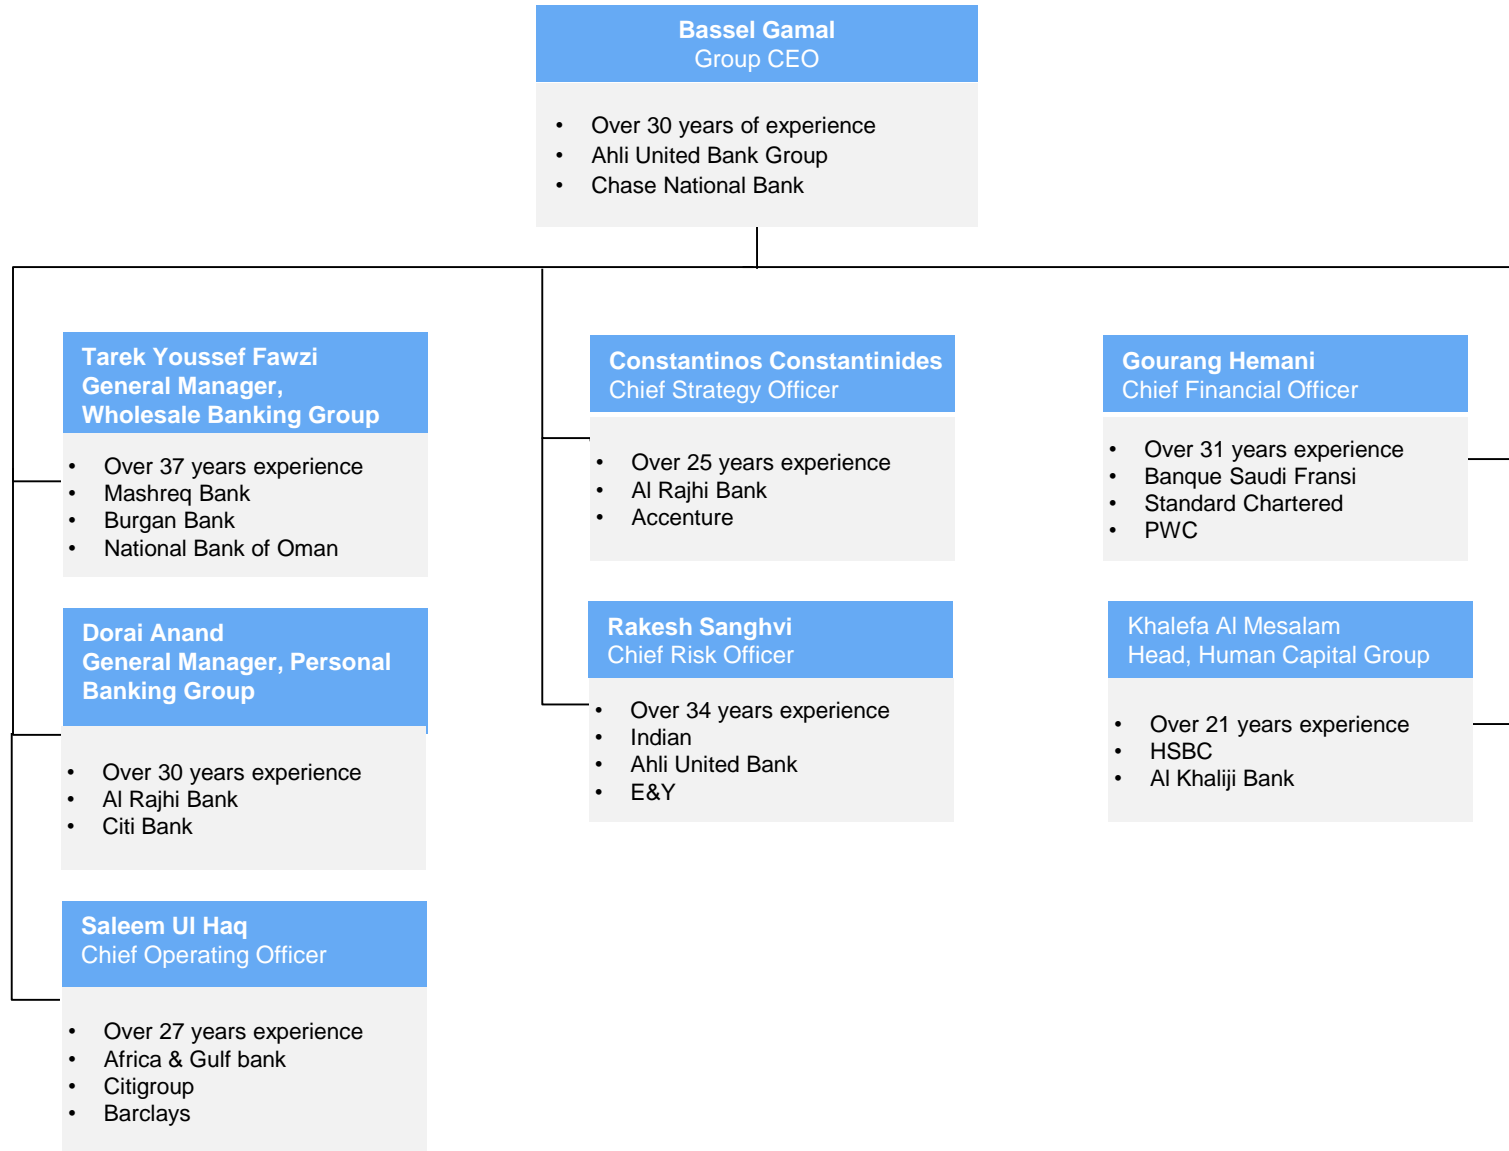 Bassel Gamal
Group CEO
• Over 30 years of experience
• Ahli United Bank Group
• Chase National Bank
Tarek Youssef Fawzi
General Manager,
Wholesale Banking Group
• Over 37 years experience
• Mashreq Bank
• Burgan Bank
• National Bank of Oman
Dorai Anand
General Manager, Personal
Banking Group
• Over 30 years experience
• Al Rajhi Bank
• Citi Bank
Saleem Ul Haq
Chief Operating Officer
• Over 27 years experience
• Africa & Gulf bank
• Citigroup
• Barclays
Constantinos Constantinides
Chief Strategy Officer
• Over 25 years experience
• Al Rajhi Bank
• Accenture
Rakesh Sanghvi
Chief Risk Officer
• Over 34 years experience
• Indian
• Ahli United Bank
• E&Y
Gourang Hemani
Chief Financial Officer
• Over 31 years experience
• Banque Saudi Fransi
• Standard Chartered
• PWC
Khalefa Al Mesalam
Head, Human Capital Group
• Over 21 years experience
• HSBC
• Al Khaliji Bank